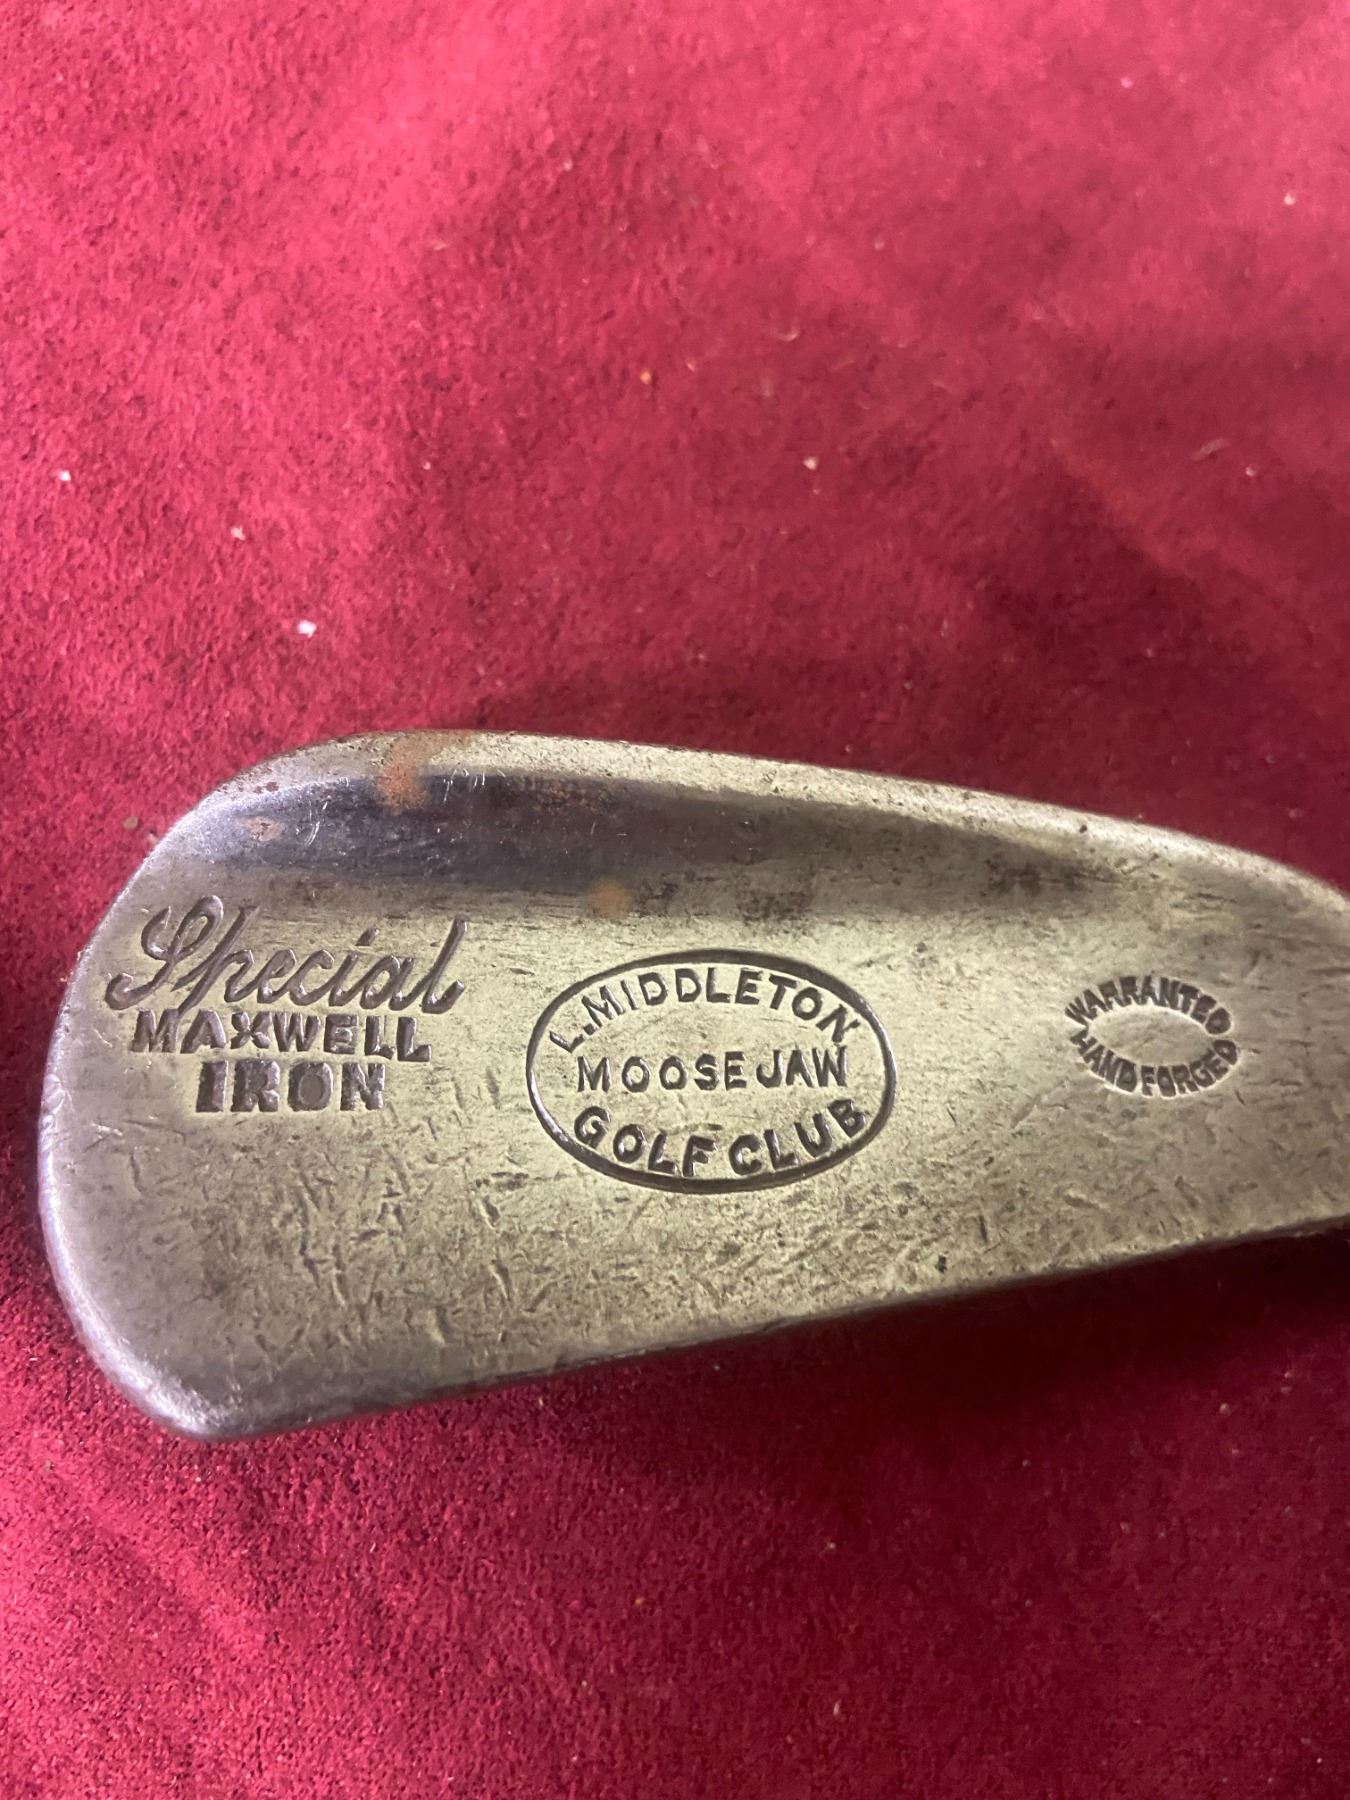 Special
MAXWELL
IRON
L. MIDDLETON
MOOSE JAW
GOLF CLUB
WARRANTED
HAND FORGED